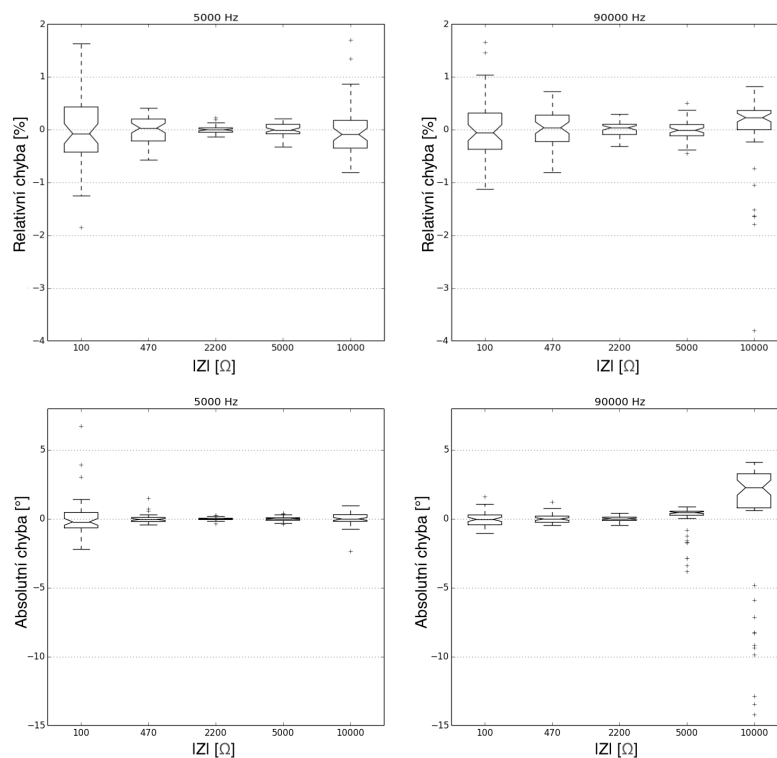 5000 Hz
2
1
0
−1
−2
−3
−4
Relativní chyba [%]
100 470 2200 5000 10000
|Z| [Ω]
90000 Hz
2
1
0
−1
−2
−3
−4
Relativní chyba [%]
100 470 2200 5000 10000
|Z| [Ω]
5000 Hz
5
0
−5
−10
−15
Absolutní chyba [°]
100 470 2200 5000 10000
|Z| [Ω]
90000 Hz
5
0
−5
−10
−15
Absolutní chyba [°]
100 470 2200 5000 10000
|Z| [Ω]